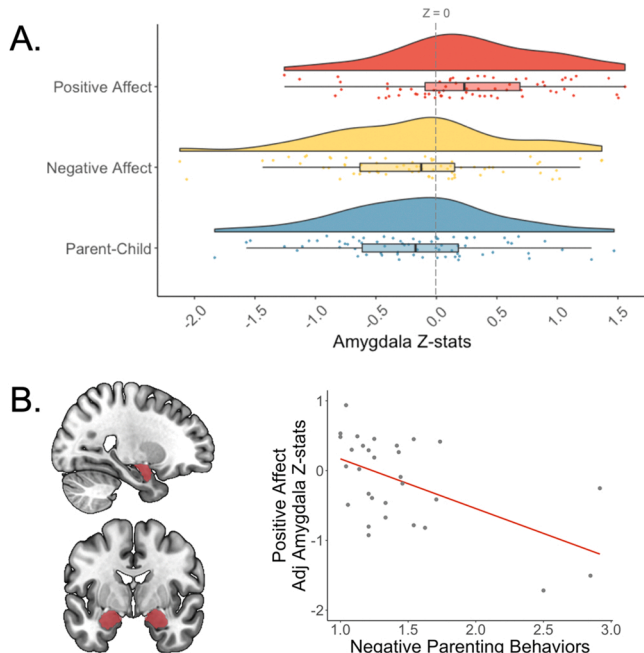 A.
Z = 0
Positive Affect
Negative Affect
Parent-Child
-2.0 -1.5 -1.0 -0.5 0.0 0.5 1.0 1.5
Amygdala Z-stats
B.
Positive Affect
Adj Amygdala Z-stats
1
0
-1
-2
1.0 1.5 2.0 2.5 3.0
Negative Parenting Behaviors